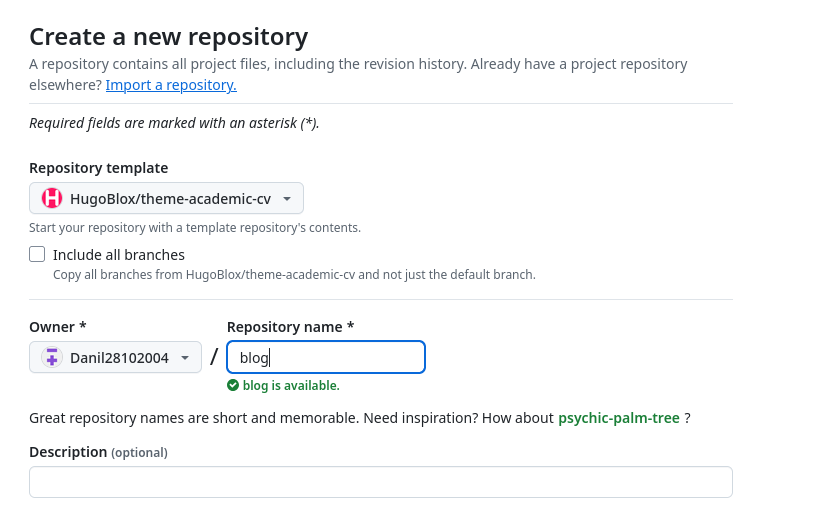 Create a new repository
A repository contains all project files, including the revision history. Already have a project repository
elsewhere? Import a repository.
Required fields are marked with an asterisk (*).
Repository template
HugoBlox/theme-academic-cv
Start your repository with a template repository's contents.
Include all branches
Copy all branches from HugoBlox/theme-academic-cv and not just the default branch.
Owner * Repository name *
Danil28102004 / blog
blog is available.
Great repository names are short and memorable. Need inspiration? How about psychic-palm-tree ?
Description (optional)